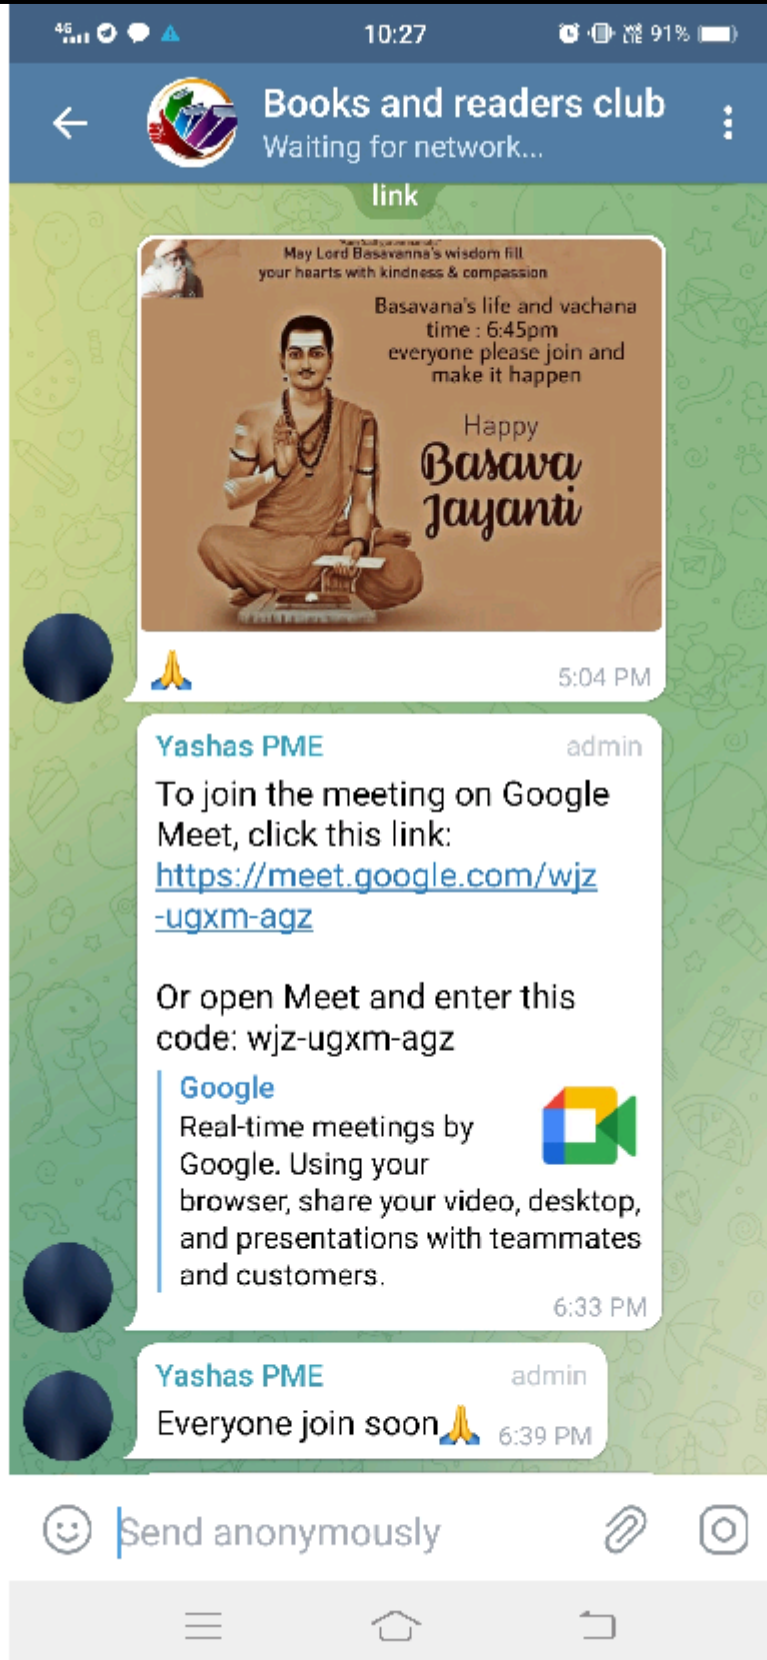 4G
10:27
91%
Books and readers club
Waiting for network...
link
May Lord Basavanna's wisdom fill
your hearts with kindness & compassion
Basavana's life and vachana
time : 6:45pm
everyone please join and
make it happen
Happy
Basava
Jayanti
🙏
5:04 PM
Yashas PME admin
To join the meeting on Google
Meet, click this link:
https://meet.google.com/wjz
-ugxm-agz
Or open Meet and enter this
code: wjz-ugxm-agz
Google
Real-time meetings by
Google. Using your
browser, share your video, desktop,
and presentations with teammates
and customers.
6:33 PM
Yashas PME admin
Everyone join soon🙏 6:39 PM
Send anonymously